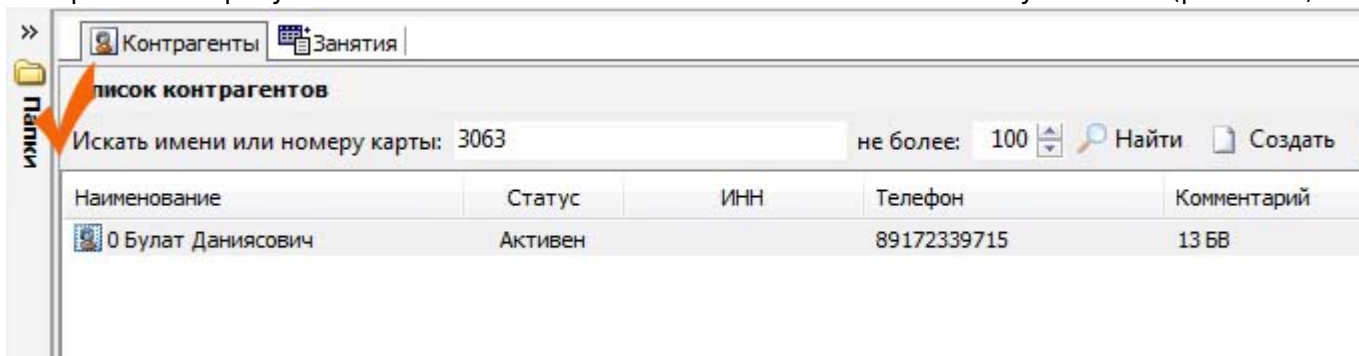 Контрагенты Занятия
Папки
писок контрагентов
Искать имени или номеру карты: 3063 не более: 100 Найти Создать
Наименование Статус ИНН Телефон Комментарий
0 Булат Даниясович Активен 89172339715 13 БВ